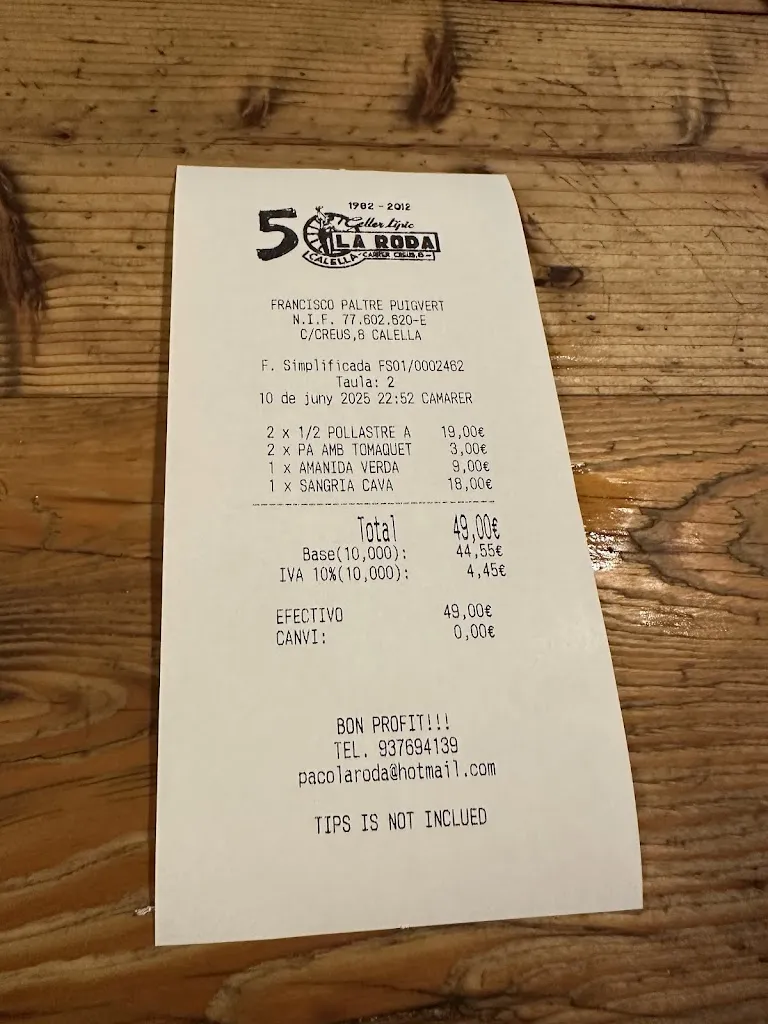 1982 - 2012
50 Celler típic
LA RODA
CALELLA - CARRER CREUS, 6 -
FRANCISCO PALTRE PUIGVERT
N.I.F. 77.602.620-E
C/CREUS,6 CALELLA
F. Simplificada FS01/0002462
Taula: 2
10 de juny 2025 22:52 CAMARER
2 x 1/2 POLLASTRE A 19,00€
2 x PA AMB TOMAQUET 3,00€
1 x AMANIDA VERDA 9,00€
1 x SANGRIA CAVA 18,00€
Total 49,00€
Base(10,000): 44,55€
IVA 10%(10,000): 4,45€
EFECTIVO 49,00€
CANVI: 0,00€
BON PROFIT!!!
TEL. 937694139
pacolaroda@hotmail.com
TIPS IS NOT INCLUED